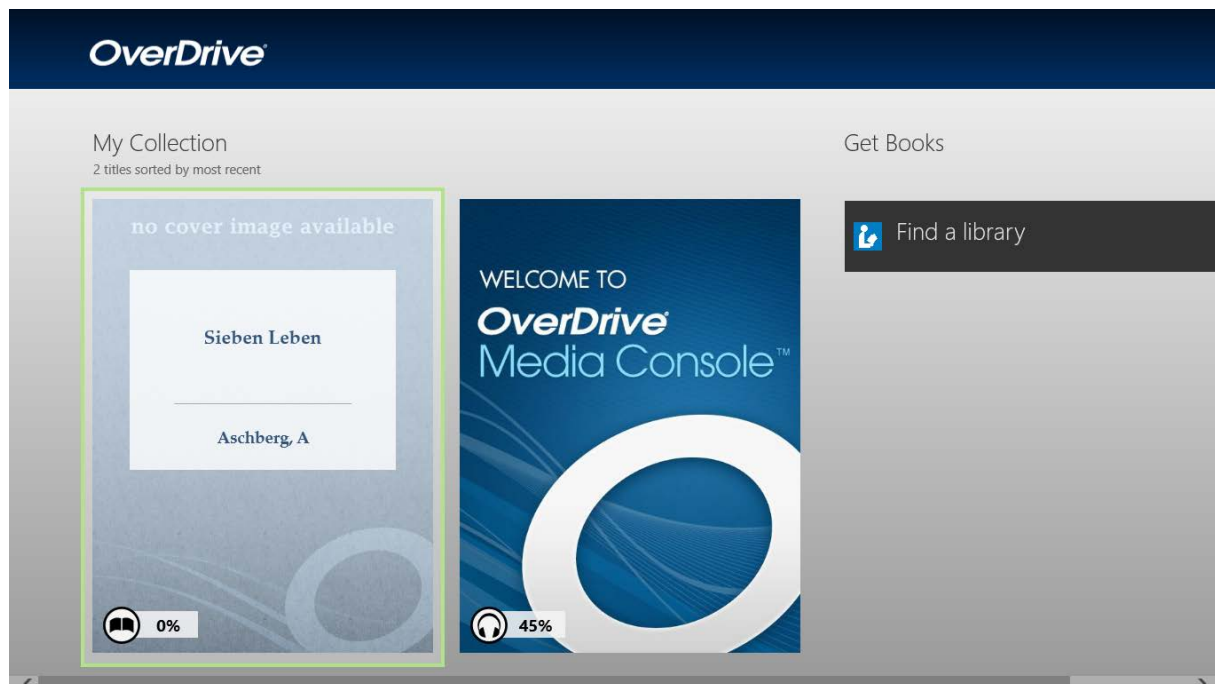 OverDrive®
My Collection
2 titles sorted by most recent
no cover image available
Sieben Leben
Aschberg, A
0%
WELCOME TO
OverDrive®
Media Console™
45%
Get Books
Find a library